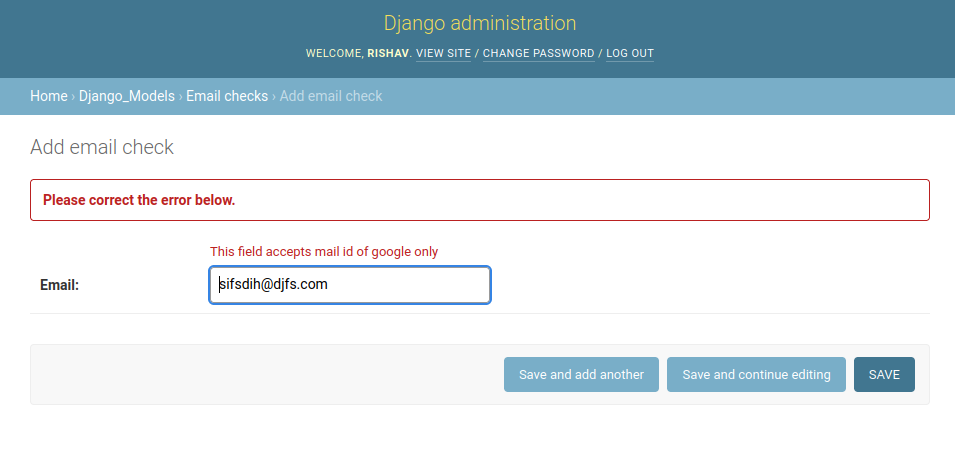 Django administration
WELCOME, RISHAV. VIEW SITE / CHANGE PASSWORD / LOG OUT
Home › Django_Models › Email checks › Add email check
Add email check
Please correct the error below.
This field accepts mail id of google only
Email: sifsdih@djfs.com
Save and add another Save and continue editing SAVE